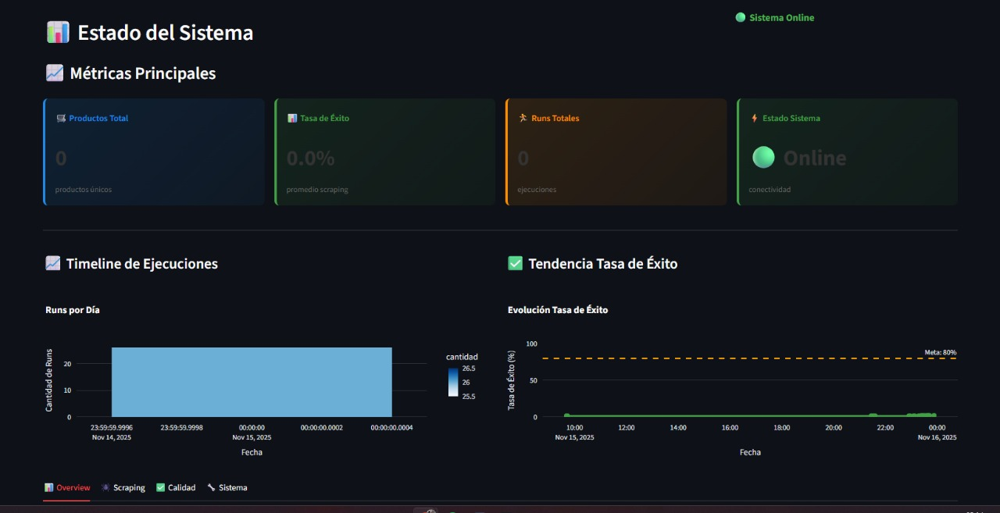 Sistema Online
Estado del Sistema
Métricas Principales
Productos Total
0
productos únicos
Tasa de Éxito
0.0%
promedio scraping
Runs Totales
0
ejecuciones
Estado Sistema
Online
conectividad
Timeline de Ejecuciones
Runs por Día
Cantidad de Runs
20
10
0
23:59:59.9996
Nov 14, 2025
23:59:59.9998
00:00:00
Nov 15, 2025
00:00:00.0002
00:00:00.0004
Fecha
cantidad
26.5
26
25.5
Tendencia Tasa de Éxito
Evolución Tasa de Éxito
Tasa de Éxito (%)
100
50
0
Meta: 80%
10:00
Nov 15, 2025
12:00
14:00
16:00
18:00
20:00
22:00
00:00
Nov 16, 2025
Fecha
Overview Scraping Calidad Sistema